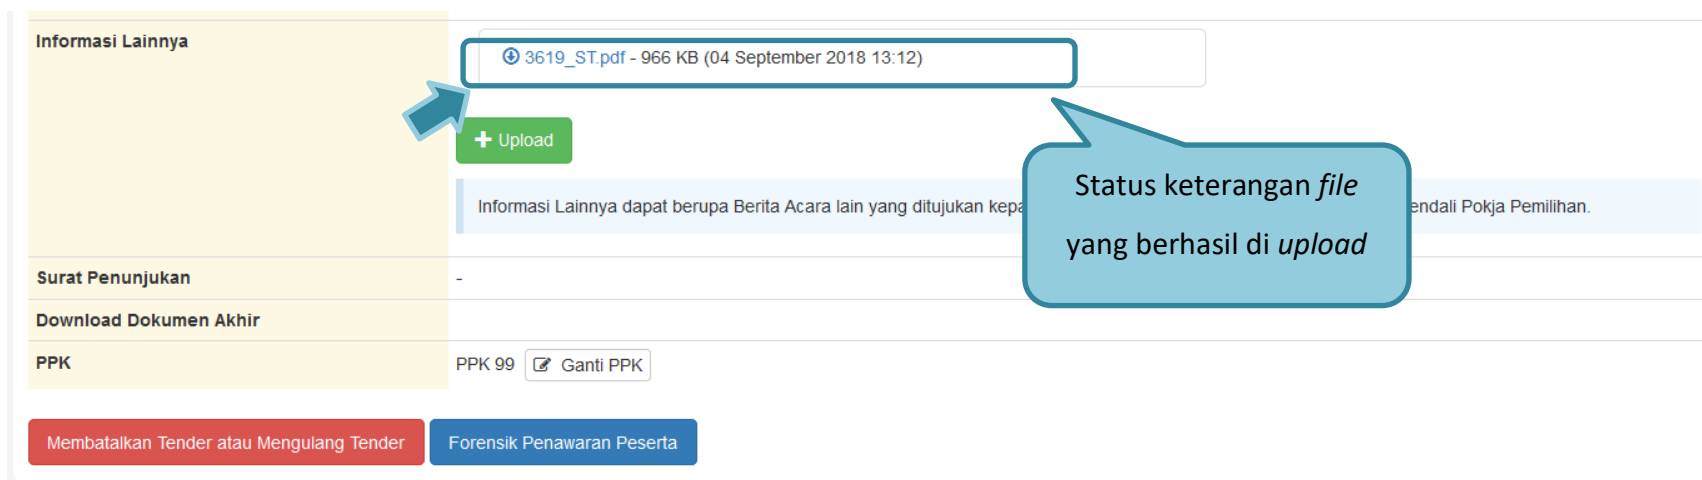 Informasi Lainnya
3619_ST.pdf - 966 KB (04 September 2018 13:12)
+ Upload
Status keterangan file
yang berhasil di upload
Informasi Lainnya dapat berupa Berita Acara lain yang ditujukan Pokja Pemilihan.
Surat Penunjukan
-
Download Dokumen Akhir
PPK
PPK 99 Ganti PPK
Membatalkan Tender atau Mengulang Tender Forensik Penawaran Peserta